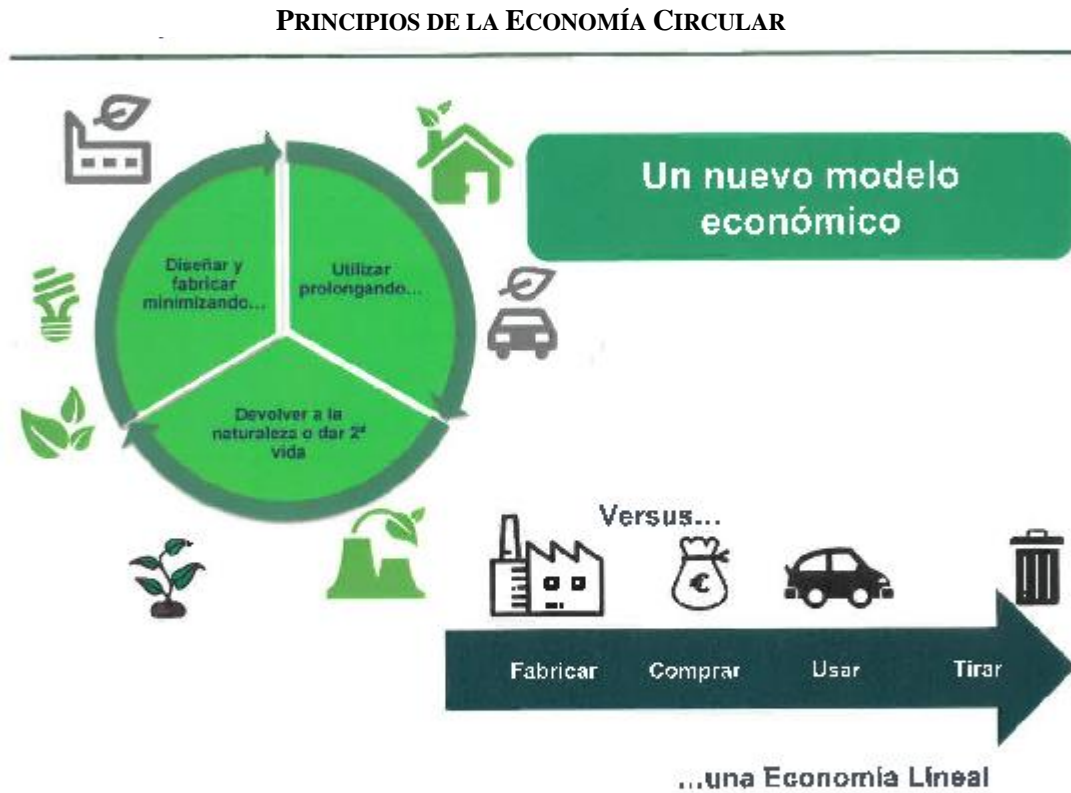 PRINCIPIOS DE LA ECONOMÍA CIRCULAR
Un nuevo modelo
económico
Diseñar y
fabricar
minimizando...
Utilizar
prolongando...
Devolver a la
naturaleza o dar 2ª
vida
Versus...
€
Fabricar
Comprar
Usar
Tirar
...una Economía Lineal